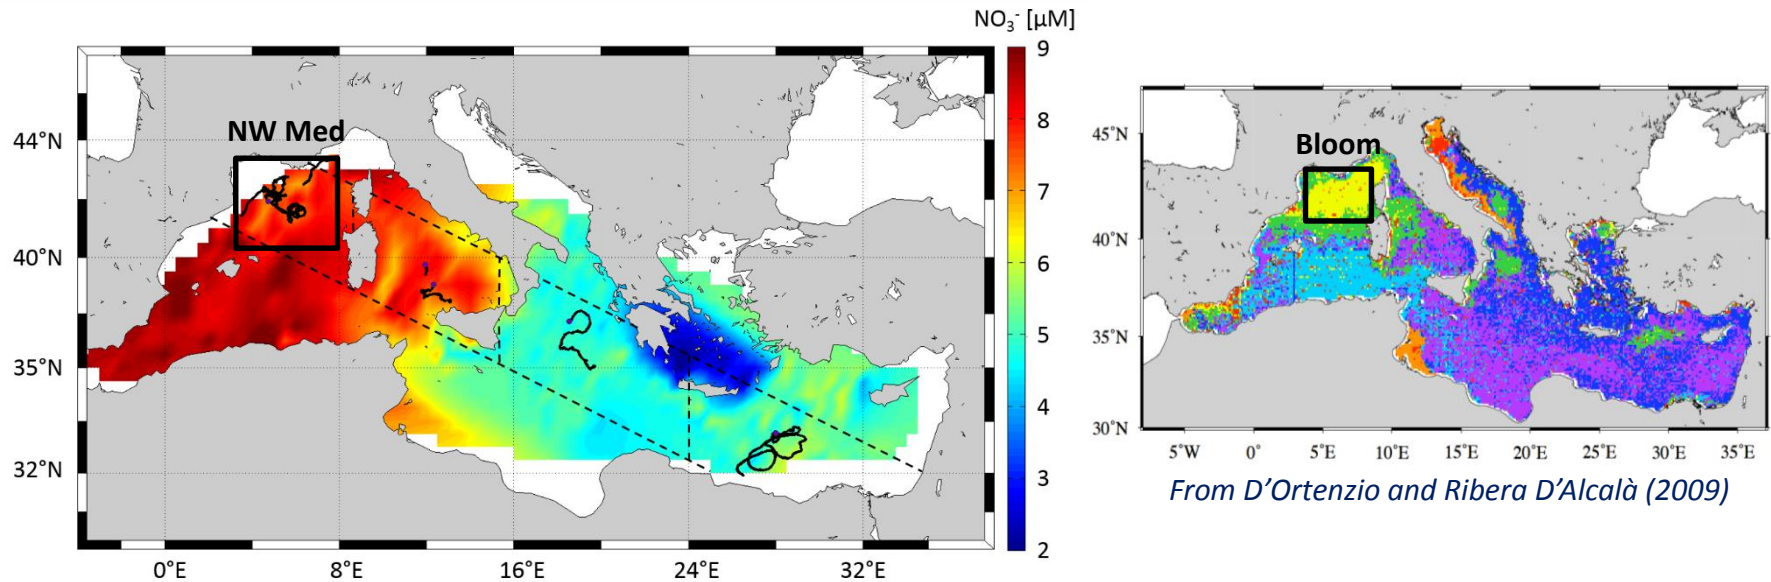 NO₃⁻ [µM]
9
8
7
6
5
4
3
2
44°N
40°N
35°N
32°N
0°E
8°E
16°E
24°E
32°E
NW Med
Bloom
45°N
40°N
35°N
30°N
5°W
0°
5°E
10°E
15°E
20°E
25°E
30°E
35°E
From D’Ortenzio and Ribera D’Alcalà (2009)